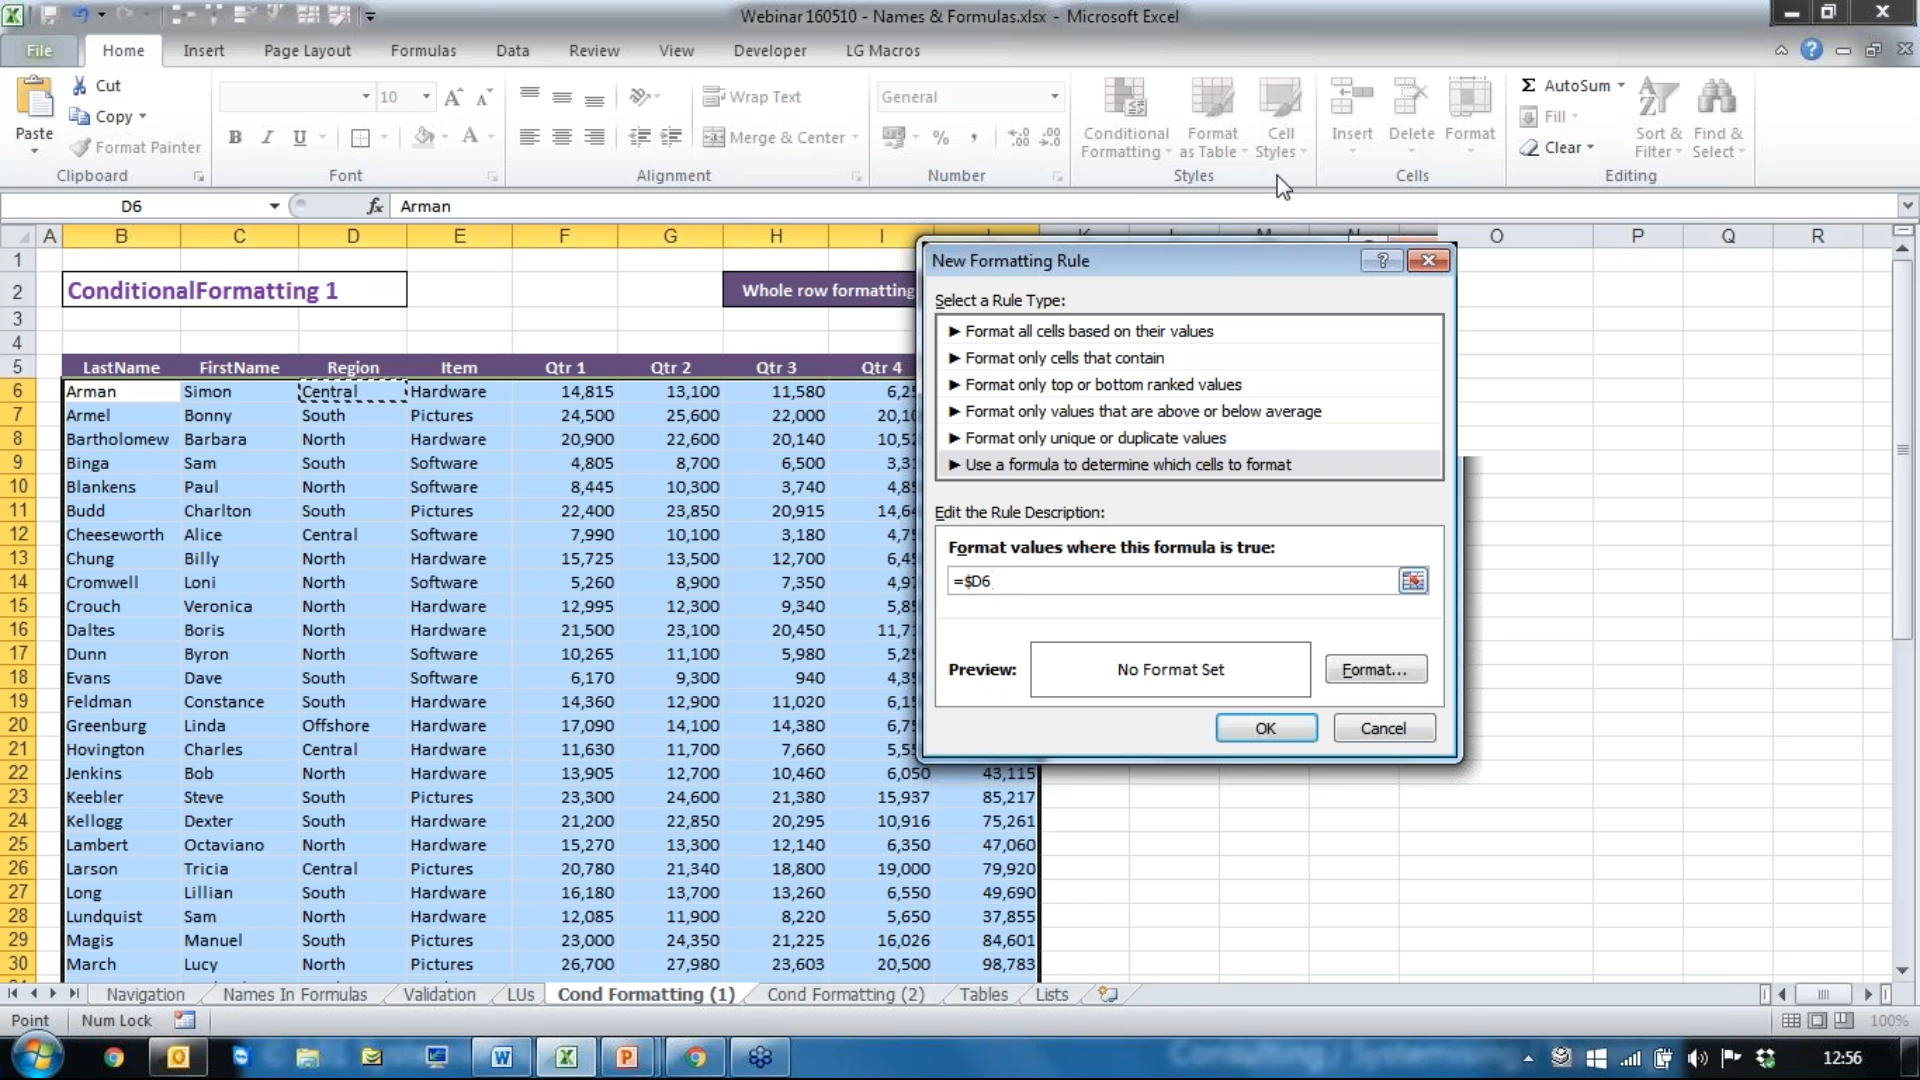 Webinar 160510 - Names & Formulas.xlsx - Microsoft Excel
File Home Insert Page Layout Formulas Data Review View Developer LG Macros
Paste Cut Copy Format Painter Clipboard
10 B I U A Font
Wrap Text Merge & Center Alignment
General % Number
Conditional Formatting Format as Table Cell Styles Styles
Insert Delete Format Cells
Σ AutoSum Fill Clear Sort & Filter Find & Select Editing
D6 fx Arman
A B C D E F G H I O P Q R
1
2 ConditionalFormatting 1 Whole row formatting
3
4
5 LastName FirstName Region Item Qtr 1 Qtr 2 Qtr 3 Qtr 4
6 Arman Simon Central Hardware 14,815 13,100 11,580
7 Armel Bonny South Pictures 24,500 25,600 22,000
8 Bartholomew Barbara North Hardware 20,900 22,600 20,140
9 Binga Sam South Software 4,805 8,700 6,500
10 Blankens Paul North Software 8,445 10,300 3,740
11 Budd Charlton South Pictures 22,400 23,850 20,915
12 Cheeseworth Alice Central Software 7,990 10,100 3,180
13 Chung Billy North Hardware 15,725 13,500 12,700
14 Cromwell Loni North Software 5,260 8,900 7,350
15 Crouch Veronica North Hardware 12,995 12,300 9,340
16 Daltes Boris North Hardware 21,500 23,100 20,450
17 Dunn Byron North Software 10,265 11,100 5,980
18 Evans Dave South Software 6,170 9,300 940
19 Feldman Constance South Hardware 14,360 12,900 11,020
20 Greenburg Linda Offshore Hardware 17,090 14,100 14,380
21 Hovington Charles Central Hardware 11,630 11,700 7,660
22 Jenkins Bob North Hardware 13,905 12,700 10,460 6,050 43,115
23 Keebler Steve South Pictures 23,300 24,600 21,380 15,937 85,217
24 Kellogg Dexter South Pictures 21,200 22,850 20,295 10,916 75,261
25 Lambert Octaviano North Hardware 15,270 13,300 12,140 6,350 47,060
26 Larson Tricia Central Pictures 20,780 21,340 18,800 19,000 79,920
27 Long Lillian South Hardware 16,180 13,700 13,260 6,550 49,690
28 Lundquist Sam North Hardware 12,085 11,900 8,220 5,650 37,855
29 Magis Manuel South Pictures 23,000 24,350 21,225 16,026 84,601
30 March Lucy North Pictures 26,700 27,980 23,603 20,500 98,783
New Formatting Rule
Select a Rule Type:
► Format all cells based on their values
► Format only cells that contain
► Format only top or bottom ranked values
► Format only values that are above or below average
► Format only unique or duplicate values
► Use a formula to determine which cells to format
Edit the Rule Description:
Format values where this formula is true:
=$D6
Preview: No Format Set Format...
OK Cancel
Navigation Names In Formulas Validation LUs Cond Formatting (1) Cond Formatting (2) Tables Lists
Point Num Lock 100%
12:56